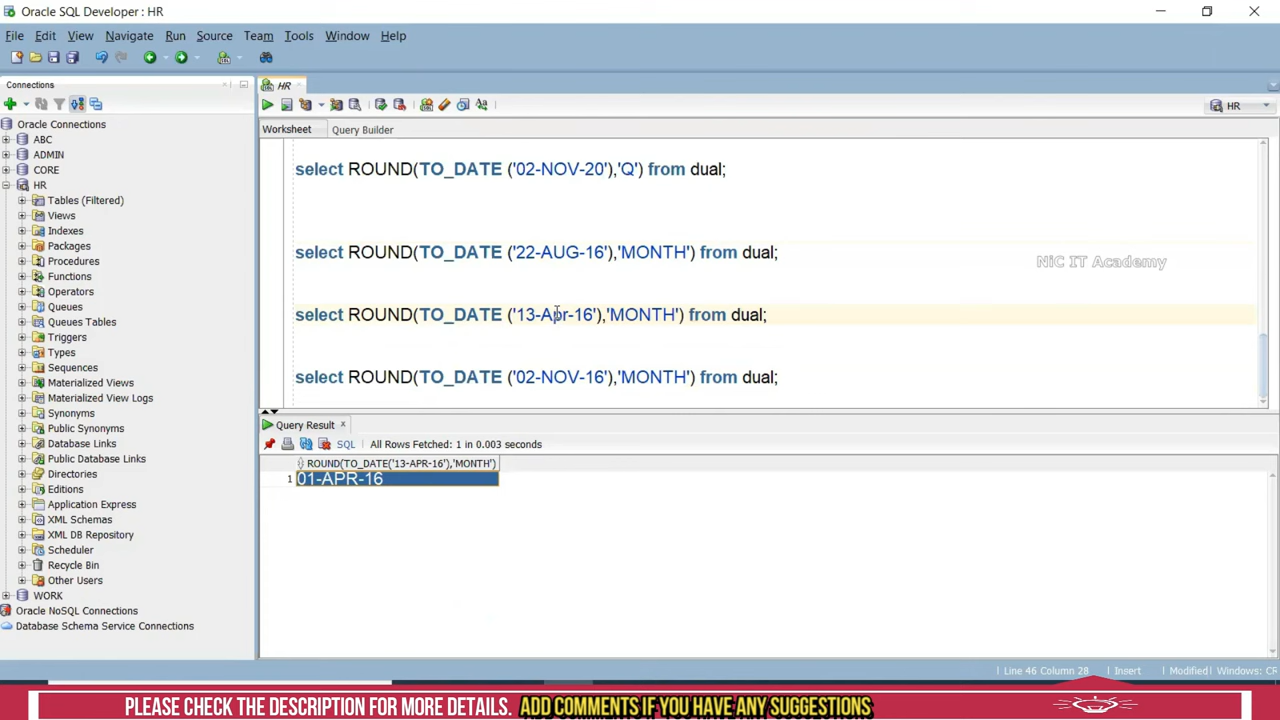 Oracle SQL Developer : HR
File Edit View Navigate Run Source Team Tools Window Help
Connections
HR
HR
Worksheet Query Builder
Oracle Connections
ABC
ADMIN
CORE
HR
Tables (Filtered)
Views
Indexes
Packages
Procedures
Functions
Operators
Queues
Queues Tables
Triggers
Types
Sequences
Materialized Views
Material View Logs
Synonyms
Public Synonyms
Database Links
Public Database Links
Directories
Editions
Application Express
XML Schemas
XML DB Repository
Scheduler
Recycle Bin
Other Users
WORK
Oracle NoSQL Connections
Database Schema Service Connections
select ROUND(TO_DATE ('02-NOV-20'),'Q') from dual;
select ROUND(TO_DATE ('22-AUG-16'),'MONTH') from dual;
NiC IT Academy
select ROUND(TO_DATE ('13-Apr-16'),'MONTH') from dual;
select ROUND(TO_DATE ('02-NOV-16'),'MONTH') from dual;
Query Result
SQL All Rows Fetched: 1 in 0.003 seconds
ROUND(TO_DATE('13-APR-16'),'MONTH')
1 01-APR-16
Line 46 Column 28 Insert Modified Windows: CR
PLEASE CHECK THE DESCRIPTION FOR MORE DETAILS. ADD COMMENTS IF YOU HAVE ANY SUGGESTIONS